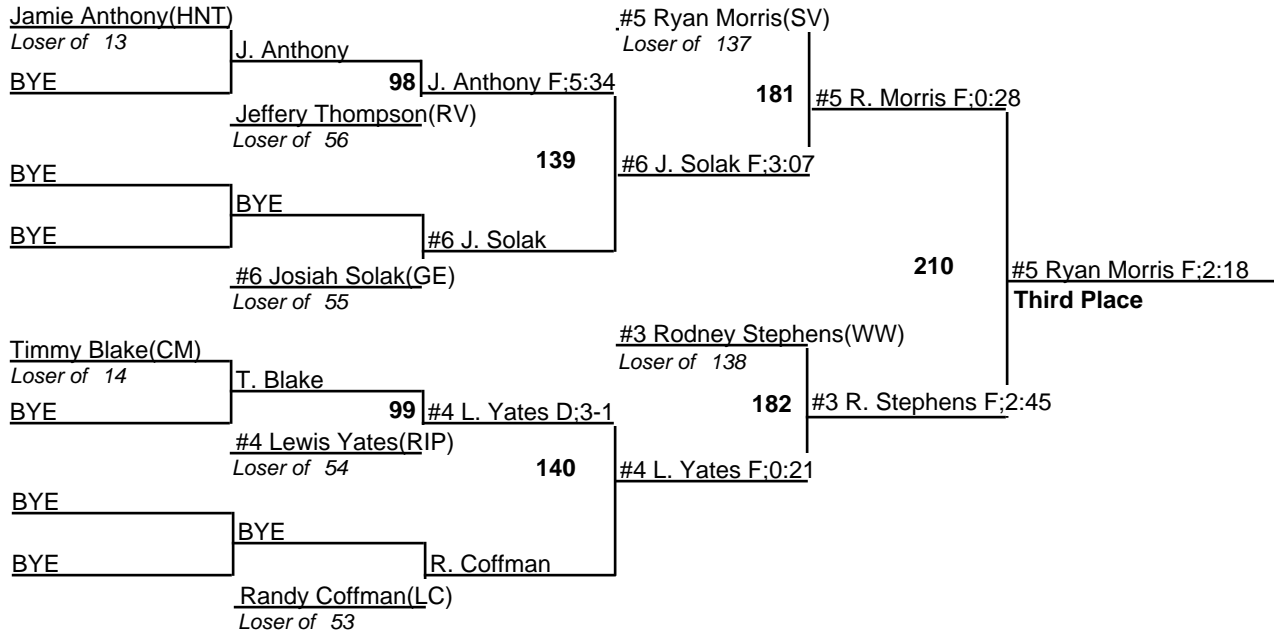 Jamie Anthony(HNT)
Loser of 13
BYE
J. Anthony
98
Jeffery Thompson(RV)
Loser of 56
J. Anthony F;5:34
BYE
BYE
BYE
#6 Josiah Solak(GE)
Loser of 55
#6 J. Solak
139
#5 Ryan Morris(SV)
Loser of 137
181
#6 J. Solak F;3:07
#5 R. Morris F;0:28
Timmy Blake(CM)
Loser of 14
BYE
T. Blake
99
#4 Lewis Yates(RIP)
Loser of 54
#4 L. Yates D;3-1
BYE
BYE
BYE
Randy Coffman(LC)
Loser of 53
R. Coffman
140
#3 Rodney Stephens(WW)
Loser of 138
182
#4 L. Yates F;0:21
#3 R. Stephens F;2:45
210
#5 Ryan Morris F;2:18
Third Place